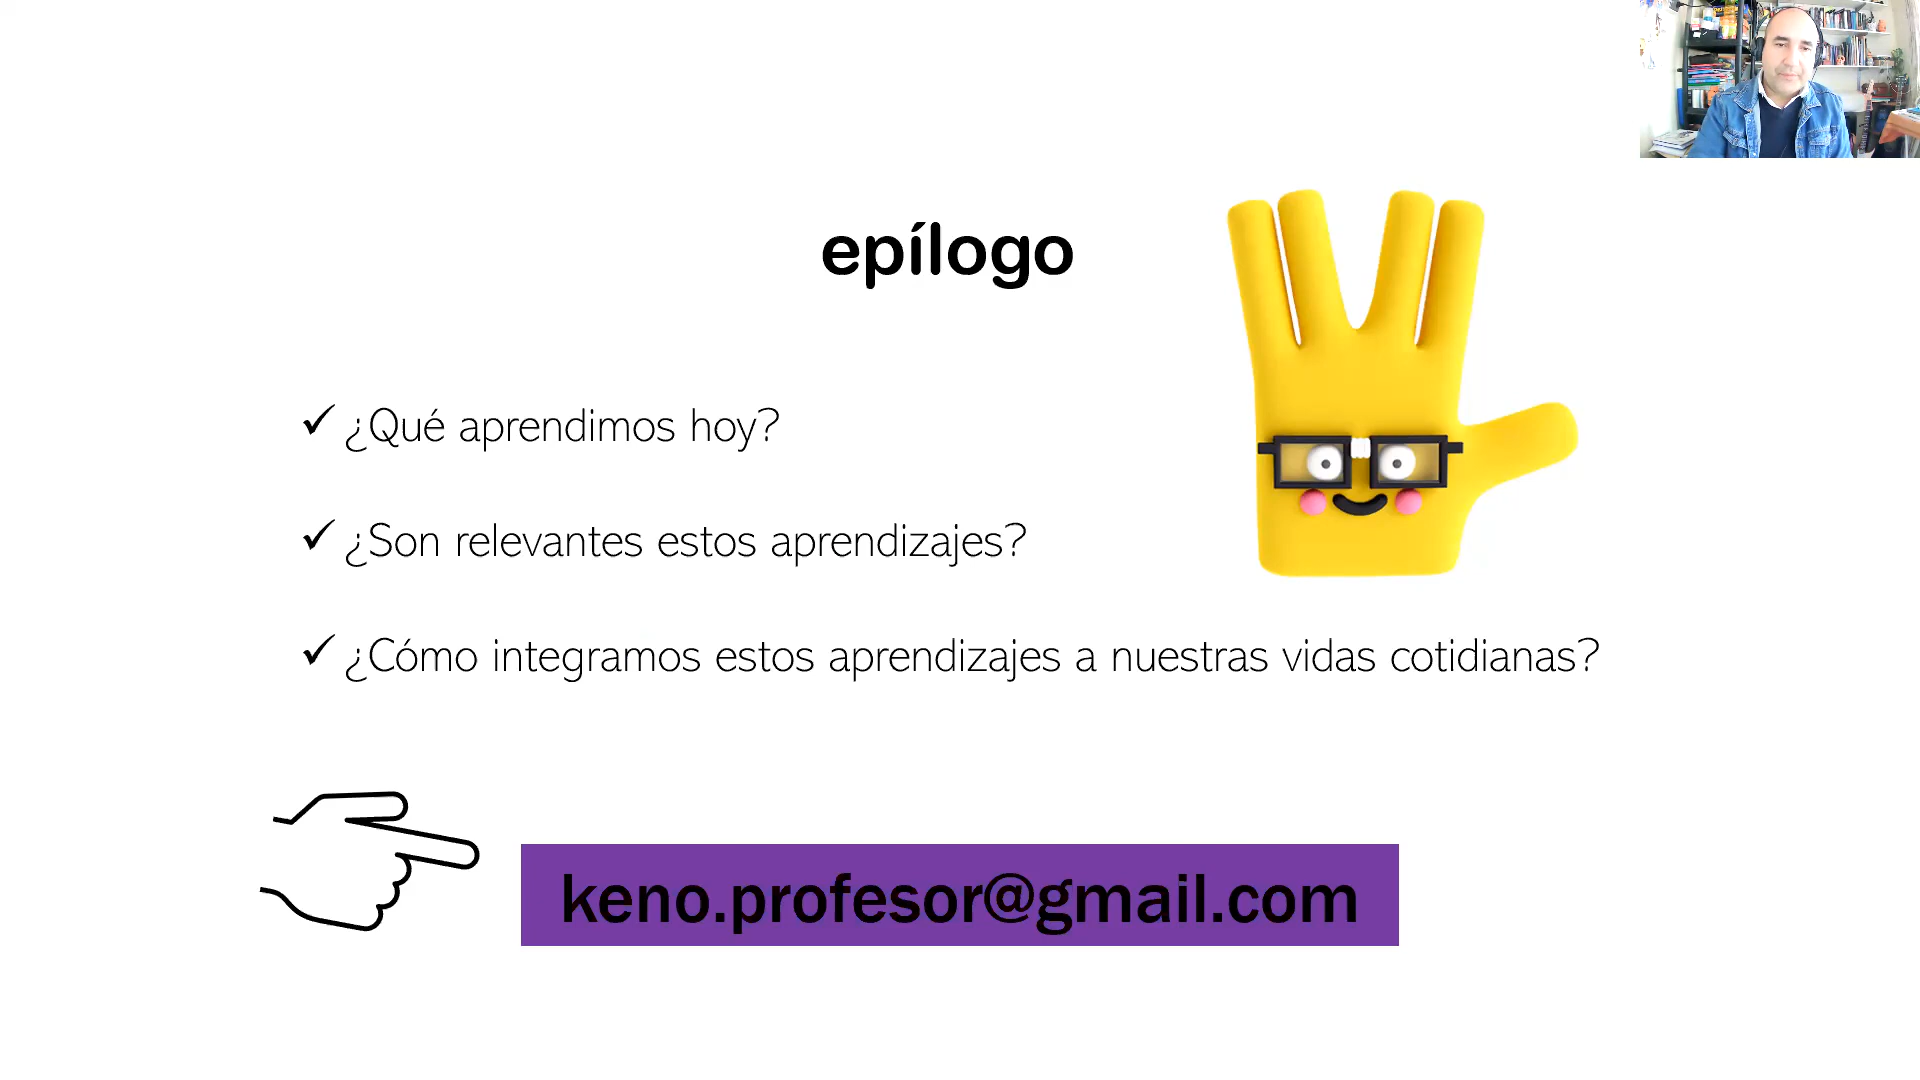 epílogo
✓ ¿Qué aprendimos hoy?
✓ ¿Son relevantes estos aprendizajes?
✓ ¿Cómo integramos estos aprendizajes a nuestras vidas cotidianas?
keno.profesor@gmail.com